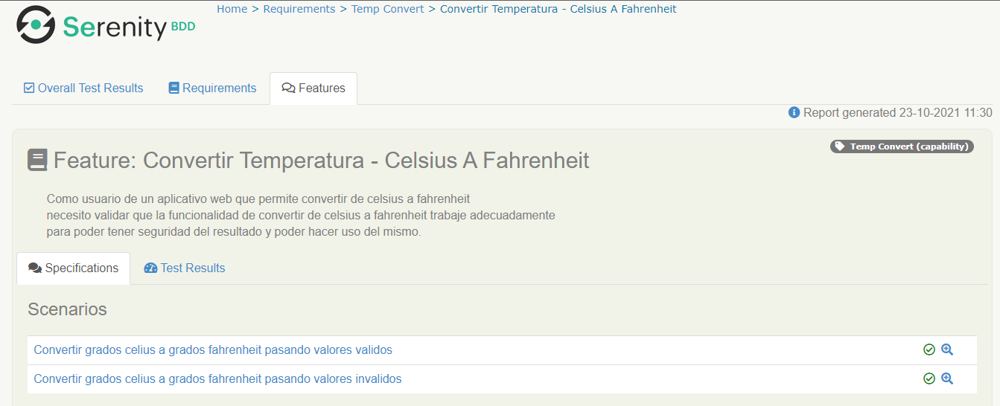 Serenity BDD
Home > Requirements > Temp Convert > Convertir Temperatura - Celsius A Fahrenheit
Overall Test Results
Requirements
Features
Report generated 23-10-2021 11:30
Temp Convert (capability)
Feature: Convertir Temperatura - Celsius A Fahrenheit
Como usuario de un aplicativo web que permite convertir de celsius a fahrenheit
necesito validar que la funcionalidad de convertir de celsius a fahrenheit trabaje adecuadamente
para poder tener seguridad del resultado y poder hacer uso del mismo.
Specifications
Test Results
Scenarios
Convertir grados celius a grados fahrenheit pasando valores validos
Convertir grados celius a grados fahrenheit pasando valores invalidos